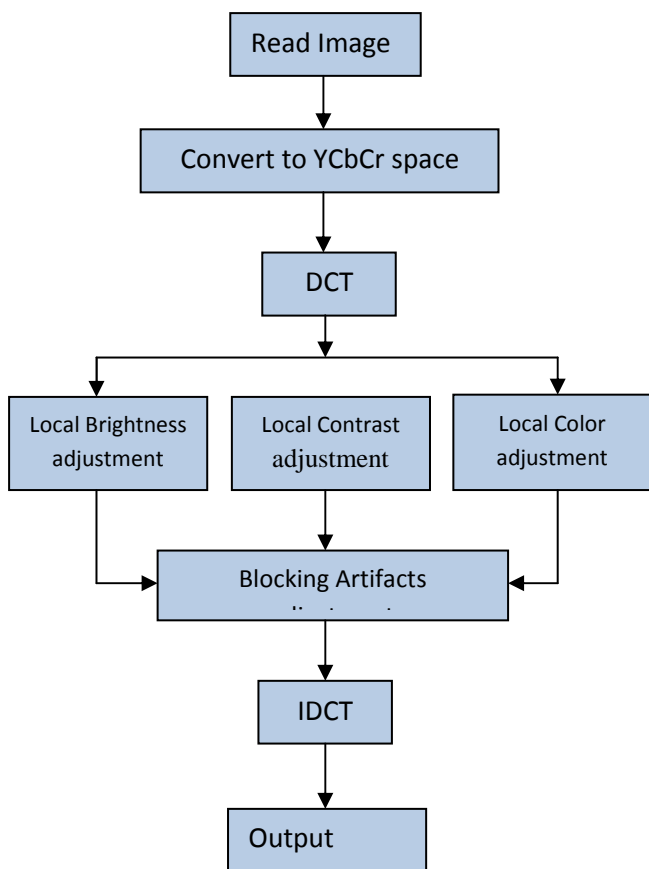 Read Image
Convert to YCbCr space
DCT
Local Brightness
adjustment
Local Contrast
adjustment
Local Color
adjustment
Blocking Artifacts
IDCT
Output